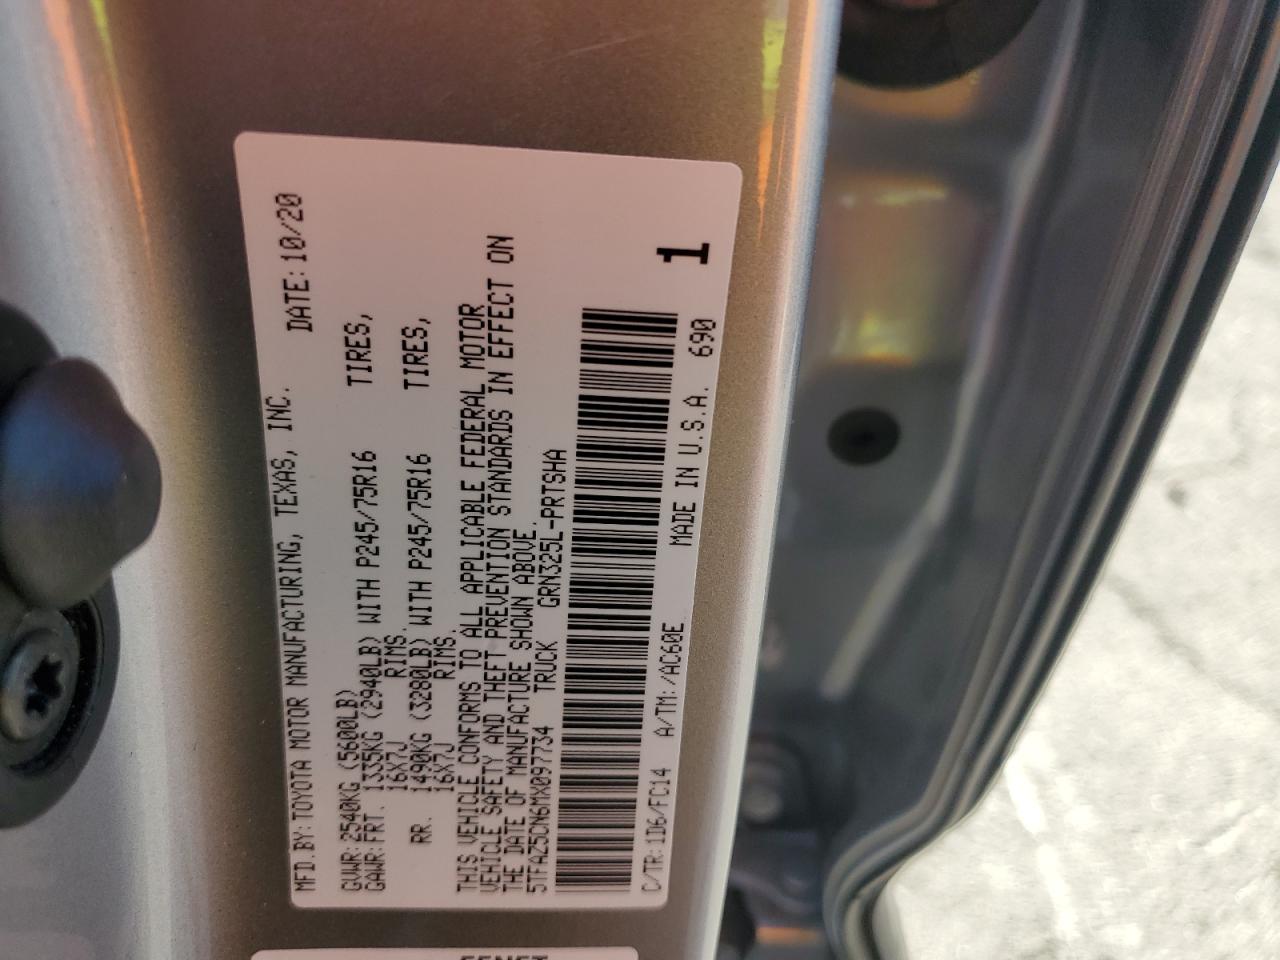 MFD.BY: TOYOTA MOTOR MANUFACTURING, TEXAS, INC. DATE: 10/20
GVWR: 2540KG (5600LB)
GAWR: FRT. 1335KG (2940LB) WITH P245/75R16 TIRES,
16X7J RIMS.
RR. 1490KG (3280LB) WITH P245/75R16 TIRES,
16X7J RIMS.
THIS VEHICLE CONFORMS TO ALL APPLICABLE FEDERAL MOTOR
VEHICLE SAFETY AND THEFT PREVENTION STANDARDS IN EFFECT ON
THE DATE OF MANUFACTURE SHOWN ABOVE.
5TFAZ5CN6MX097734 TRUCK GRN325L-PRTSHA
1
C/TR: 1D6/FC14 A/TM: /AC60E MADE IN U.S.A. 690